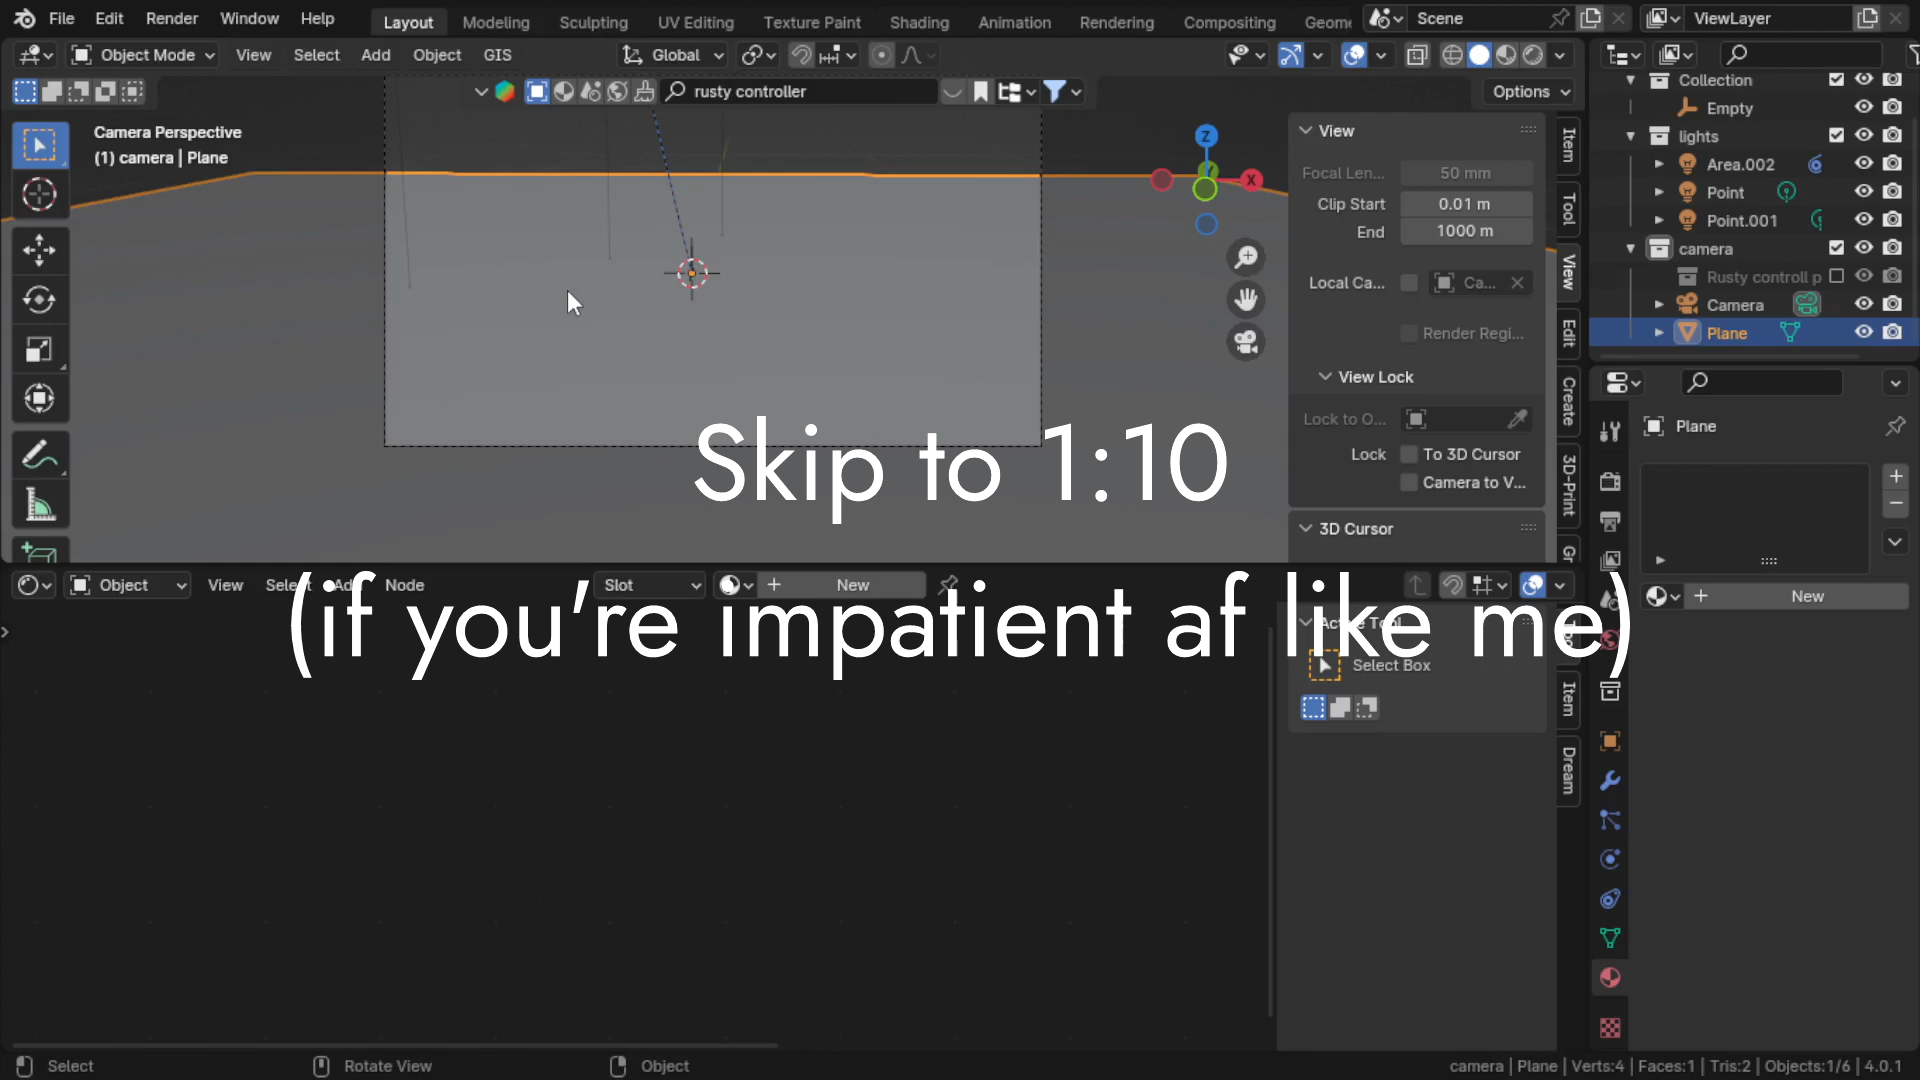 File Edit Render Window Help Layout Modeling Sculpting UV Editing Texture Paint Shading Animation Rendering Compositing Scene ViewLayer
Object Mode View Select Add Object GIS Global
rusty controller Options
Camera Perspective
(1) camera | Plane
View
Focal Len... 50 mm
Clip Start 0.01 m
End 1000 m
Local Ca... Ca...
Render Regi...
View Lock
Lock to O...
Lock To 3D Cursor
Camera to V...
3D Cursor
Item
Tool
View
Edit
Create
3D-Print
Gr
Collection
Empty
lights
Area.002
Point
Point.001
camera
Rusty controll p
Camera
Plane
Plane
New
Skip to 1:10
(if you're impatient af like me)
Object View Select Add Node Slot New
Active Tool
Select Box
Item
Dream
Select Rotate View Object camera | Plane | Verts:4 | Faces:1 | Tris:2 | Objects:1/6 | 4.0.1